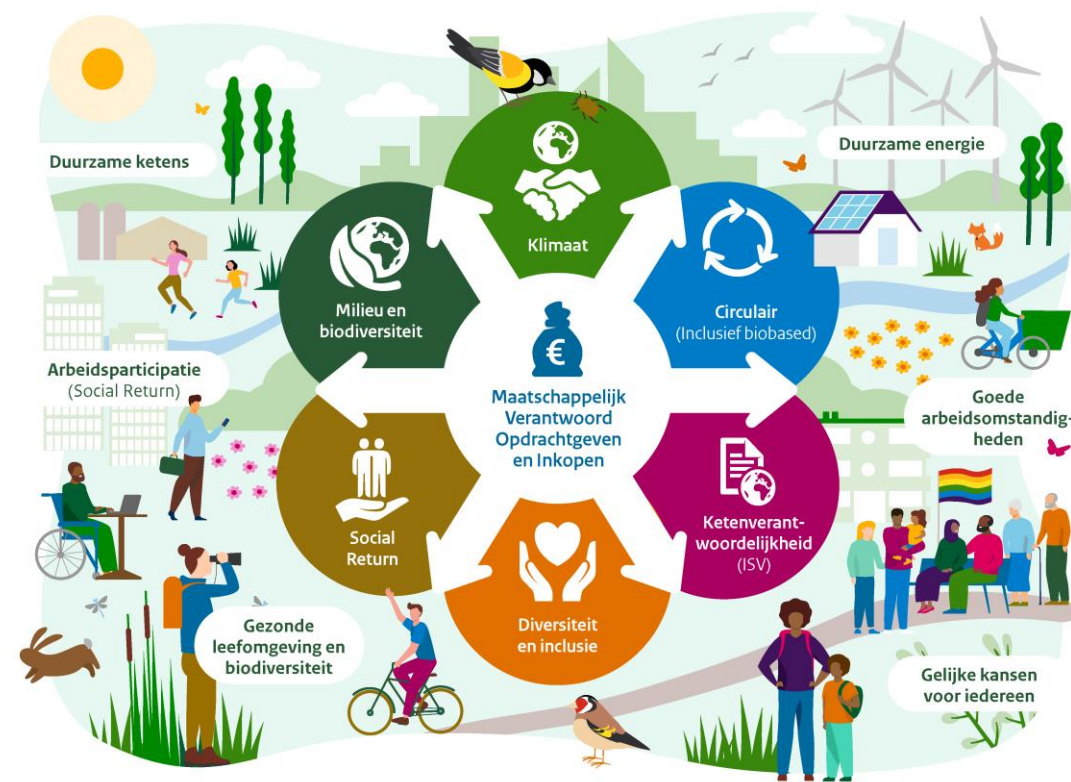 Duurzame ketens
Duurzame energie
Klimaat
Milieu en
biodiversiteit
Circulair
(Inclusief biobased)
€
Maatschappelijk
Verantwoord
Opdrachtgeven
en Inkopen
Arbeidsparticipatie
(Social Return)
Goede
arbeidsomstandig-
heden
Social
Return
Ketenverant-
woordelijkheid
(ISV)
Diversiteit
en inclusie
Gezonde
leefomgeving en
biodiversiteit
Gelijke kansen
voor iedereen